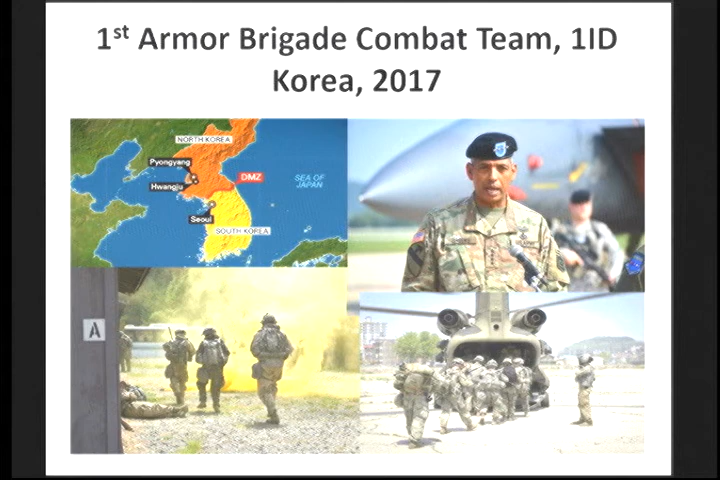 1st Armor Brigade Combat Team, 1ID
Korea, 2017
NORTH KOREA
Pyongyang
DMZ
Hwangju
SEA OF
JAPAN
Seoul
SOUTH KOREA
A